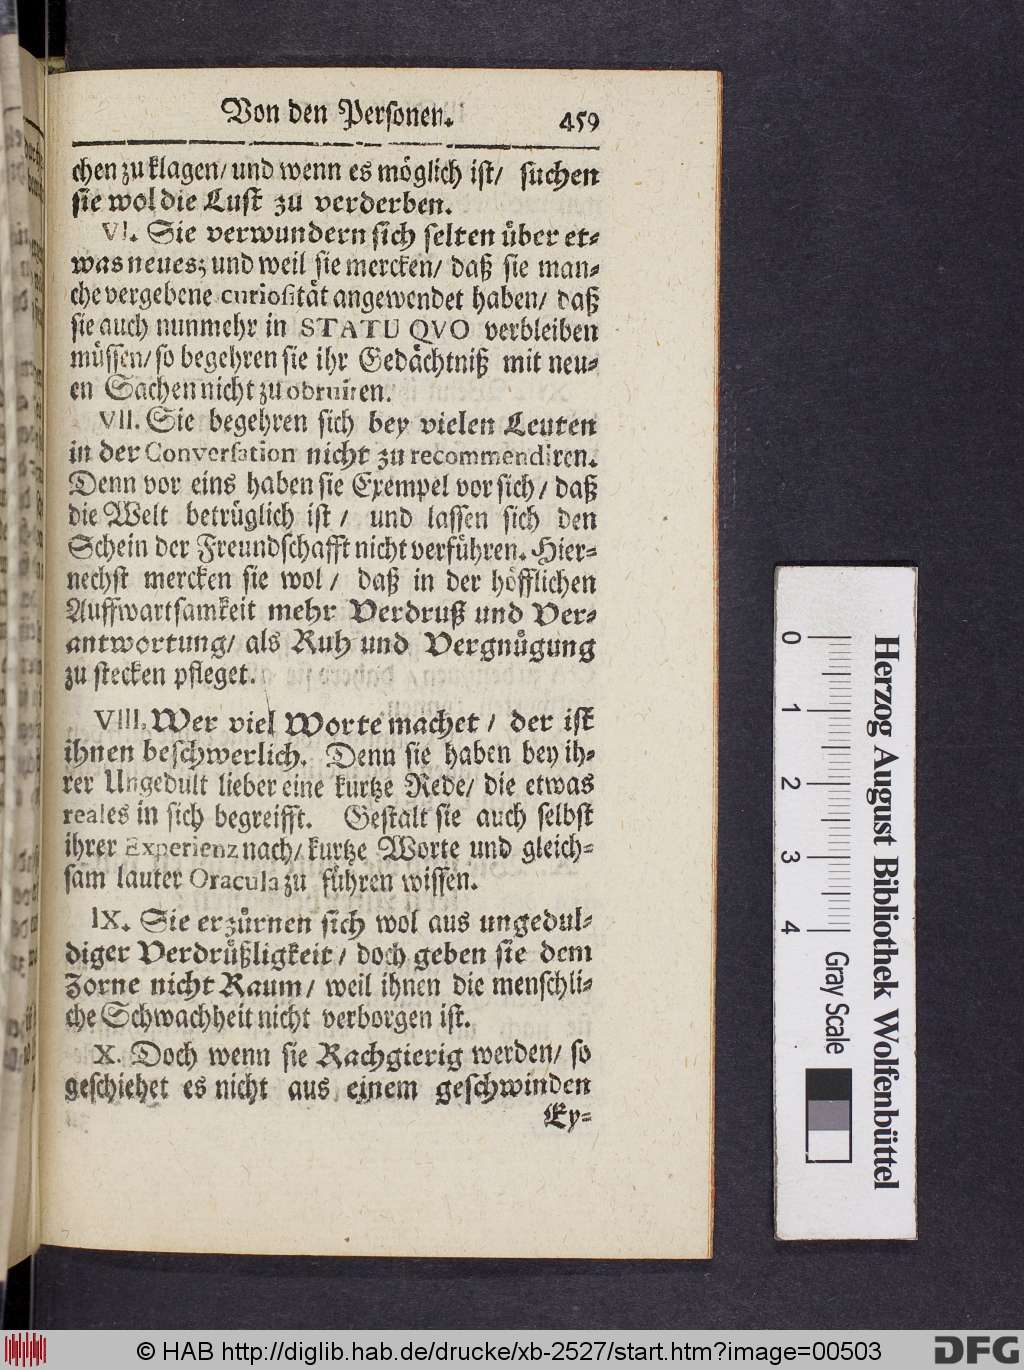 Von den Personen. 459
chen zu klagen/ und wenn es möglich ist/ suchen
sie wol die Lust zu verderben.
VI. Sie verwundern sich selten über et-
was neues; und weil sie mercken/ daß sie man-
che vergebene curiosität angewendet haben/ daß
sie auch nunmehr in STATU QVO verbleiben
müssen/ so begehren sie ihr Gedächtniß mit neu-
en Sachen nicht zu obruiren.
VII. Sie begehren sich bey vielen Leuten
in der Conversation nicht zu recommendiren.
Denn vor eins haben sie Exempel vor sich/ daß
die Welt betrüglich ist/ und lassen sich den
Schein der Freundschafft nicht verführen. Hier-
nechst mercken sie wol/ daß in der höfflichen
Auffwartsamkeit mehr Verdruß und Ver-
antwortung/ als Ruh und Vergnügung
zu stecken pfleget.
VIII. Wer viel Worte machet/ der ist
ihnen beschwerlich. Denn sie haben bey ih-
rer Ungedult lieber eine kurtze Rede/ die etwas
reales in sich begreifft. Gestalt sie auch selbst
ihrer Experienz nach/ kurtze Worte und gleich-
sam lauter Oracula zu führen wissen.
IX. Sie erzürnen sich wol aus ungedul-
diger Verdrüßligkeit/ doch geben sie dem
Zorne nicht Raum/ weil ihnen die menschli-
che Schwachheit nicht verborgen ist.
X. Doch wenn sie Rachgierig werden/ so
geschiehet es nicht aus einem geschwinden
Ey-
0 1 2 3 4
Gray Scale
Herzog August Bibliothek Wolfenbüttel
© HAB http://diglib.hab.de/drucke/xb-2527/start.htm?image=00503
DFG